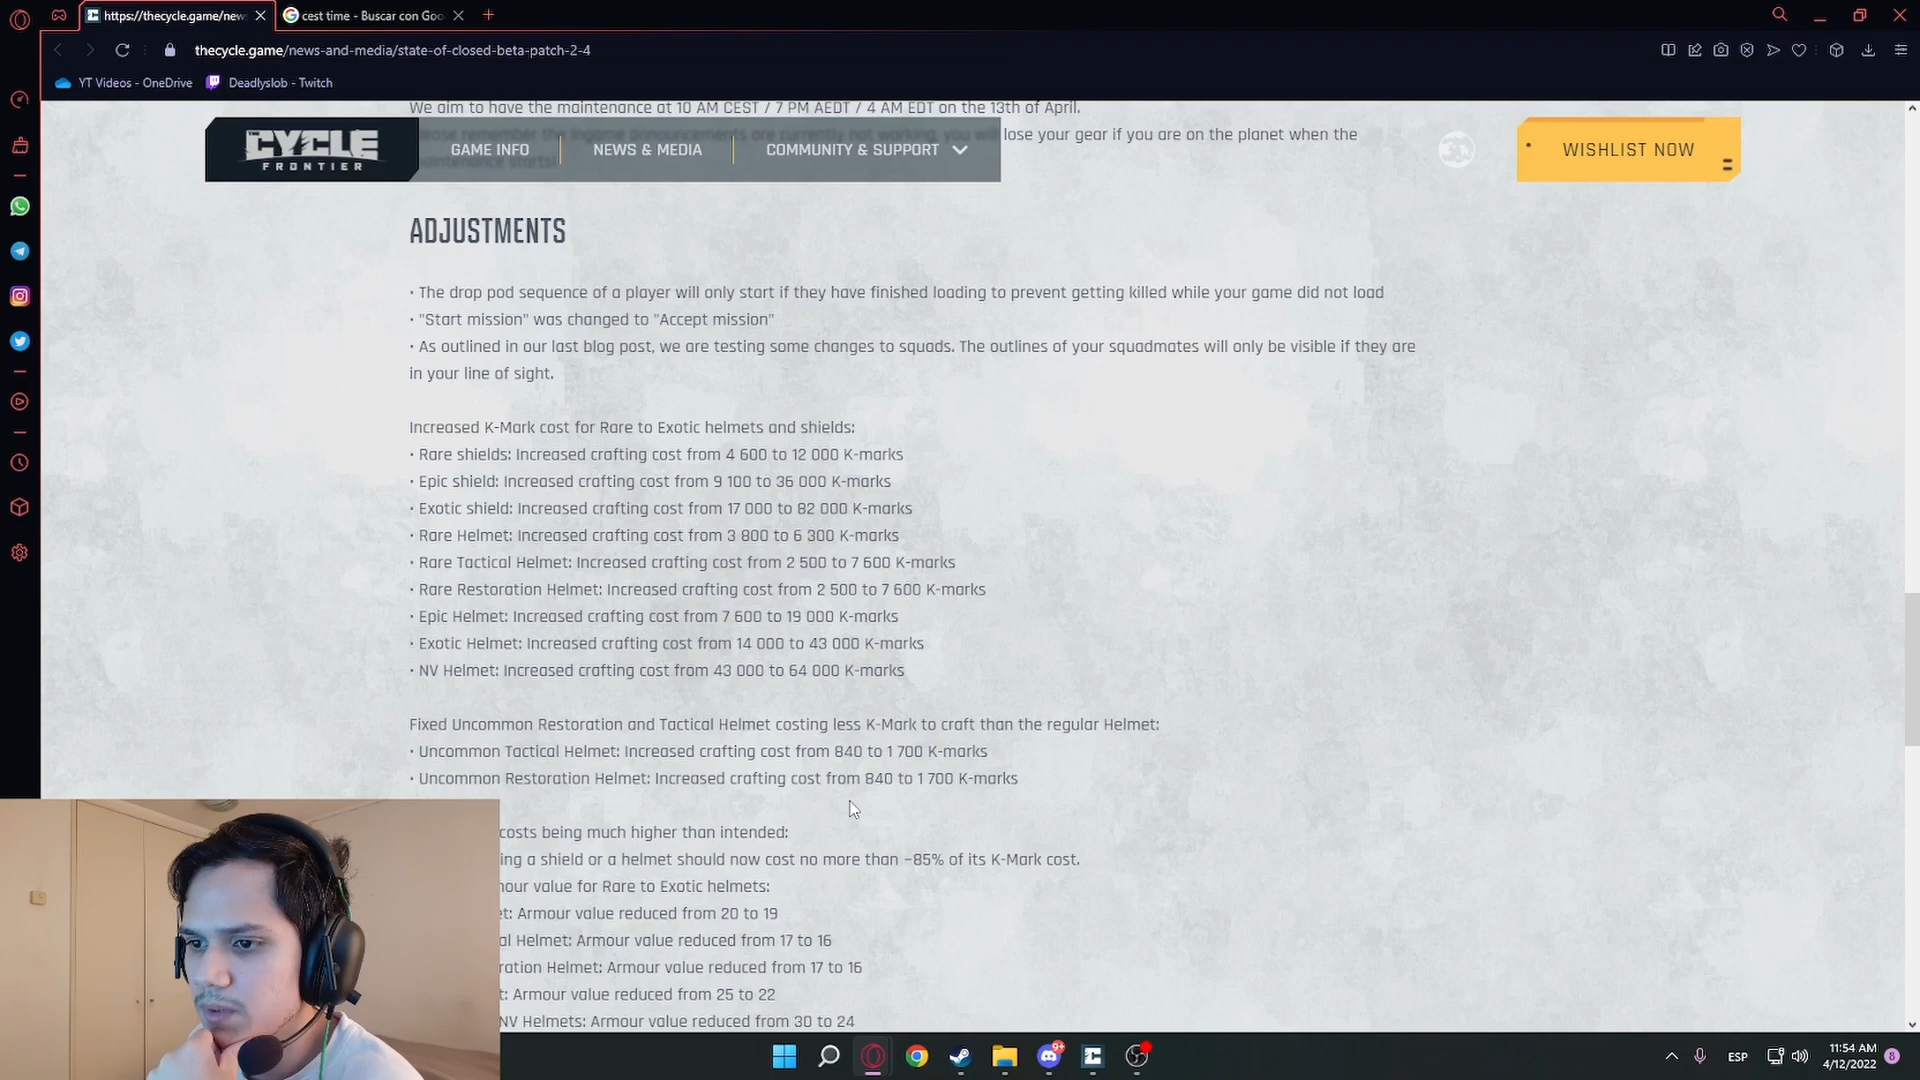 https://thecycle.game/new
cest time - Buscar con Goo
thecycle.game/news-and-media/state-of-closed-beta-patch-2-4
YT Videos - OneDrive
Deadlyslob - Twitch
We aim to have the maintenance at 10 AM CEST / 7 PM AEDT / 4 AM EDT on the 13th of April.
Please remember the ingame announcements are currently not working, you will lose your gear if you are on the planet when the
maintenance starts!
THE CYCLE FRONTIER
GAME INFO
NEWS & MEDIA
COMMUNITY & SUPPORT
WISHLIST NOW
ADJUSTMENTS
• The drop pod sequence of a player will only start if they have finished loading to prevent getting killed while your game did not load
• "Start mission" was changed to "Accept mission"
• As outlined in our last blog post, we are testing some changes to squads. The outlines of your squadmates will only be visible if they are
in your line of sight.
Increased K-Mark cost for Rare to Exotic helmets and shields:
• Rare shields: Increased crafting cost from 4 600 to 12 000 K-marks
• Epic shield: Increased crafting cost from 9 100 to 36 000 K-marks
• Exotic shield: Increased crafting cost from 17 000 to 82 000 K-marks
• Rare Helmet: Increased crafting cost from 3 800 to 6 300 K-marks
• Rare Tactical Helmet: Increased crafting cost from 2 500 to 7 600 K-marks
• Rare Restoration Helmet: Increased crafting cost from 2 500 to 7 600 K-marks
• Epic Helmet: Increased crafting cost from 7 600 to 19 000 K-marks
• Exotic Helmet: Increased crafting cost from 14 000 to 43 000 K-marks
• NV Helmet: Increased crafting cost from 43 000 to 64 000 K-marks
Fixed Uncommon Restoration and Tactical Helmet costing less K-Mark to craft than the regular Helmet:
• Uncommon Tactical Helmet: Increased crafting cost from 840 to 1 700 K-marks
• Uncommon Restoration Helmet: Increased crafting cost from 840 to 1 700 K-marks
costs being much higher than intended:
ing a shield or a helmet should now cost no more than ~85% of its K-Mark cost.
our value for Rare to Exotic helmets:
t: Armour value reduced from 20 to 19
al Helmet: Armour value reduced from 17 to 16
ration Helmet: Armour value reduced from 17 to 16
t: Armour value reduced from 25 to 22
NV Helmets: Armour value reduced from 30 to 24
9+
ESP
11:54 AM
4/12/2022
8